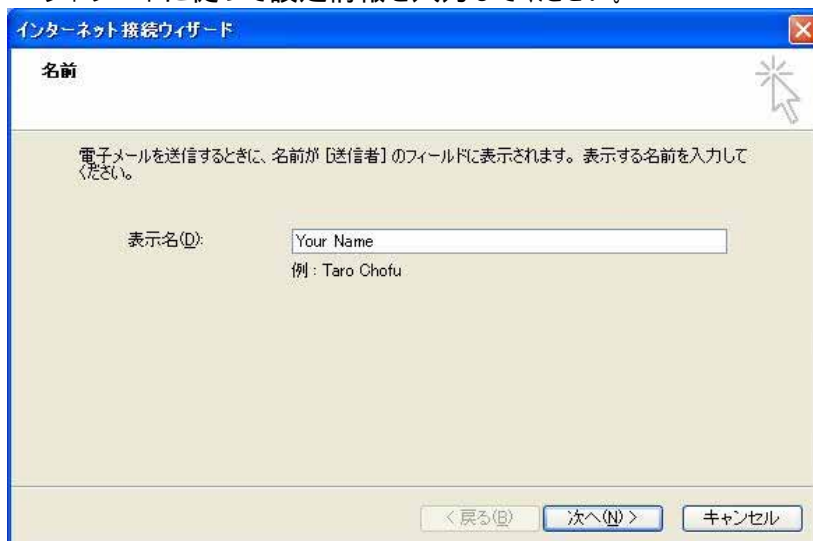 インターネット接続ウィザード
名前
電子メールを送信するときに、名前が [送信者] のフィールドに表示されます。表示する名前を入力して
ください。
表示名(D):
Your Name
例 : Taro Chofu
< 戻る(B)
次へ(N) >
キャンセル